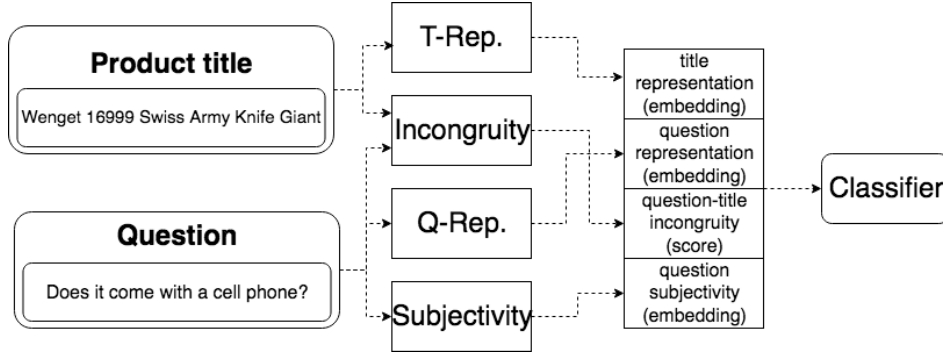 Product title
Wenget 16999 Swiss Army Knife Giant
Question
Does it come with a cell phone?
T-Rep.
Incongruity
Q-Rep.
Subjectivity
title
representation
(embedding)
question
representation
(embedding)
question-title
incongruity
(score)
question
subjectivity
(embedding)
Classifier